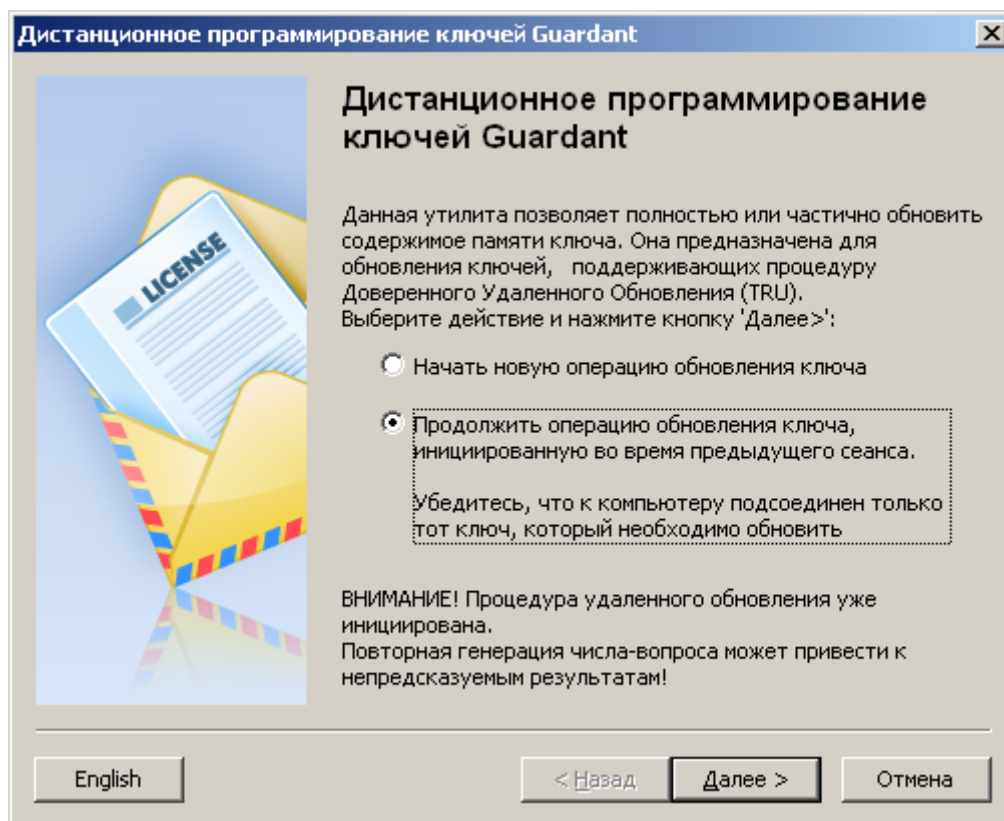 Дистанционное программирование ключей Guardant
Дистанционное программирование
ключей Guardant
LICENSE
Данная утилита позволяет полностью или частично обновить
содержимое памяти ключа. Она предназначена для
обновления ключей, поддерживающих процедуру
Доверенного Удаленного Обновления (TRU).
Выберите действие и нажмите кнопку 'Далее>':
Начать новую операцию обновления ключа
Продолжить операцию обновления ключа,
инициированную во время предыдущего сеанса.
Убедитесь, что к компьютеру подсоединен только
тот ключ, который необходимо обновить
ВНИМАНИЕ! Процедура удаленного обновления уже
инициирована.
Повторная генерация числа-вопроса может привести к
непредсказуемым результатам!
English
< Назад
Далее >
Отмена